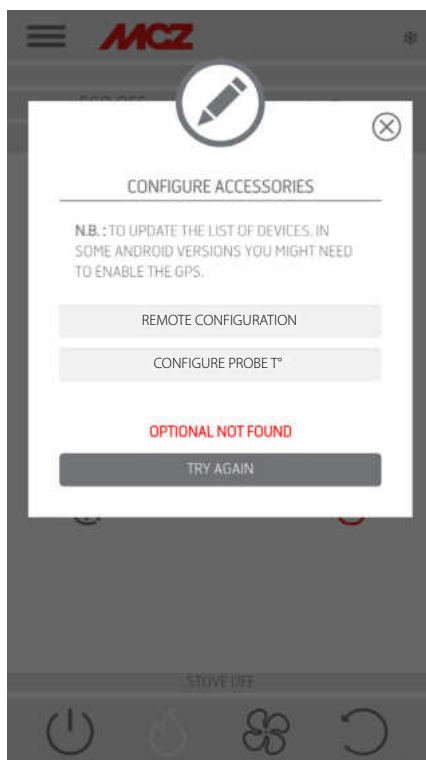 MCZ
CONFIGURE ACCESSORIES
N.B. : TO UPDATE THE LIST OF DEVICES. IN
SOME ANDROID VERSIONS YOU MIGHT NEED
TO ENABLE THE GPS.
REMOTE CONFIGURATION
CONFIGURE PROBE T°
OPTIONAL NOT FOUND
TRY AGAIN
STOVE OFF